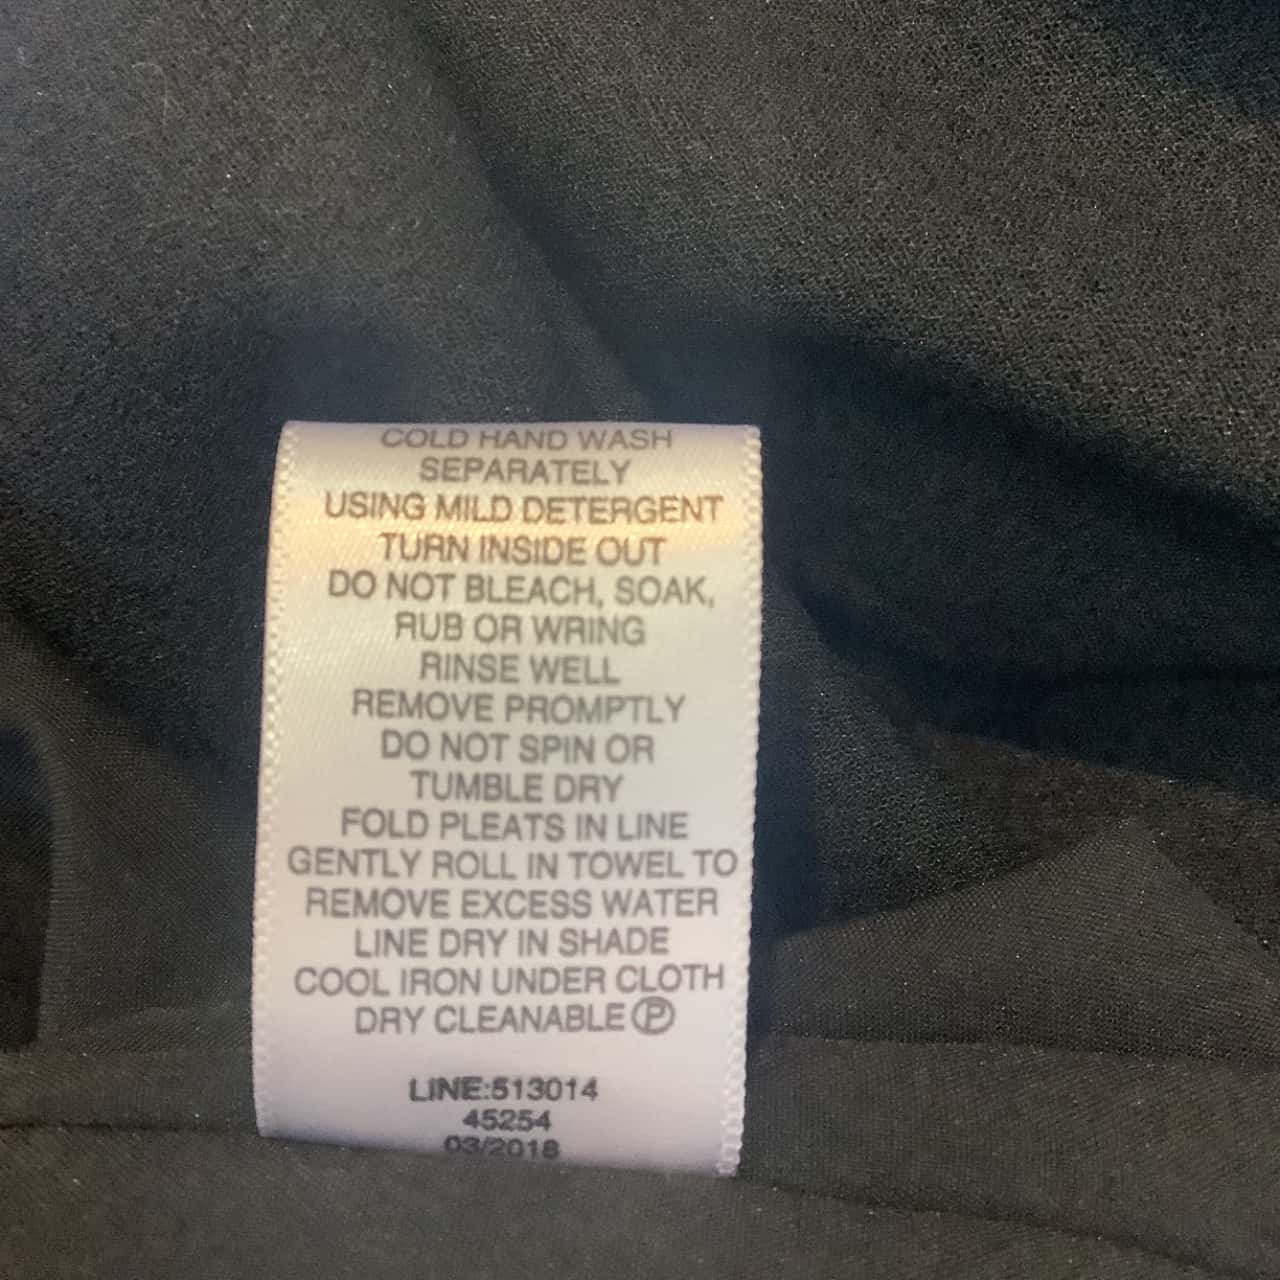 COLD HAND WASH
SEPARATELY
USING MILD DETERGENT
TURN INSIDE OUT
DO NOT BLEACH, SOAK,
RUB OR WRING
RINSE WELL
REMOVE PROMPTLY
DO NOT SPIN OR
TUMBLE DRY
FOLD PLEATS IN LINE
GENTLY ROLL IN TOWEL TO
REMOVE EXCESS WATER
LINE DRY IN SHADE
COOL IRON UNDER CLOTH
DRY CLEANABLE Ⓟ
LINE:513014
45254
03/2018